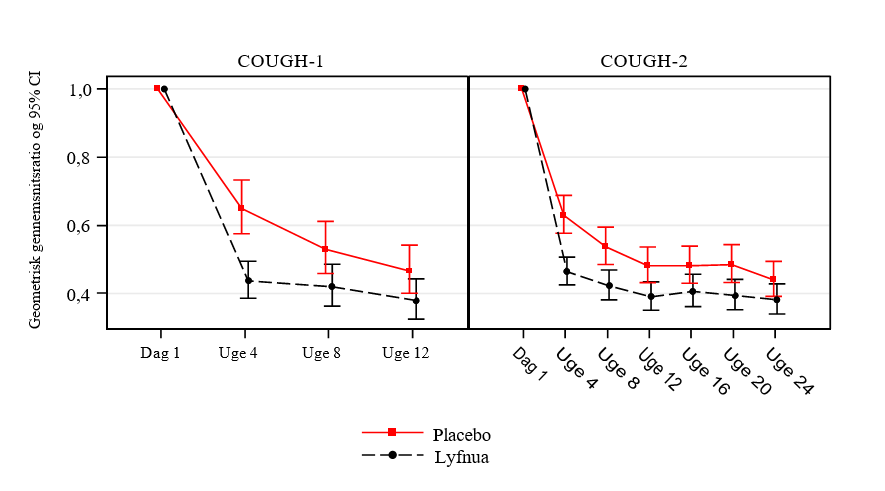 COUGH-1
COUGH-2
Geometrisk gennemsnitsratio og 95% CI
1,0
0,8
0,6
0,4
Dag 1
Uge 4
Uge 8
Uge 12
Dag 1
Uge 4
Uge 8
Uge 12
Uge 16
Uge 20
Uge 24
Placebo
Lyfnua